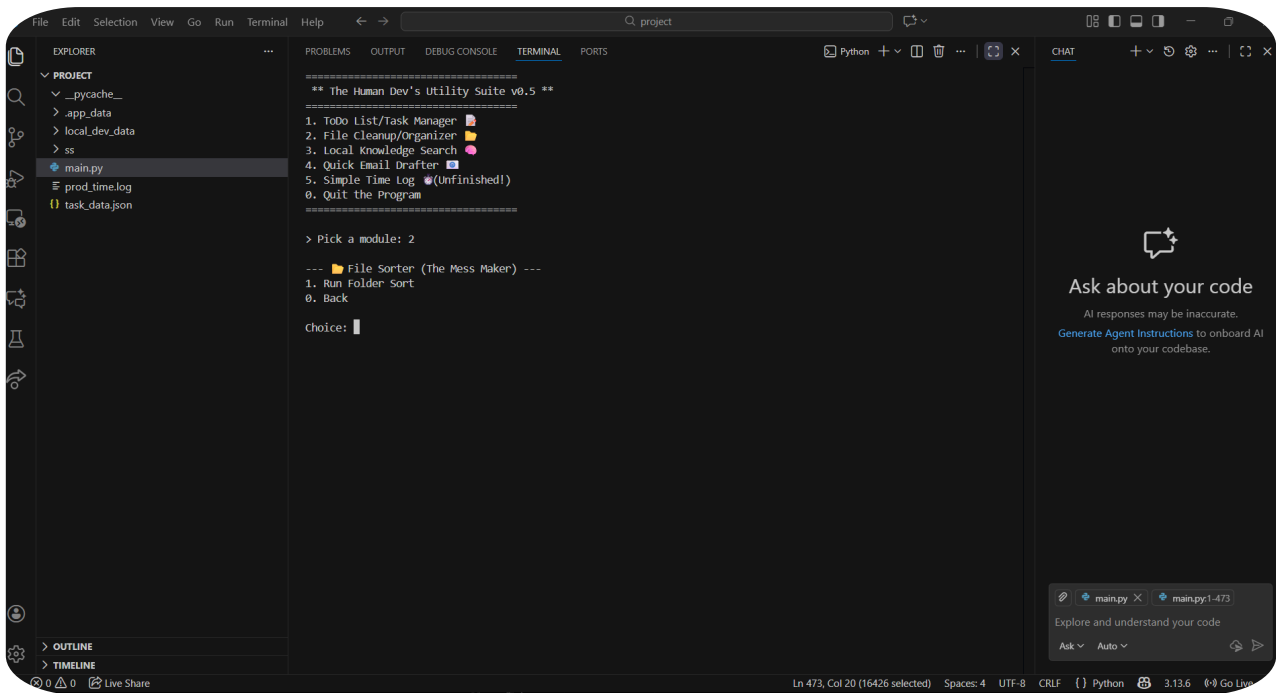 File Edit Selection View Go Run Terminal Help
project
EXPLORER
PROJECT
__pycache__
.app_data
local_dev_data
ss
main.py
prod_time.log
task_data.json
OUTLINE
TIMELINE
PROBLEMS OUTPUT DEBUG CONSOLE TERMINAL PORTS
Python
===================================
** The Human Dev's Utility Suite v0.5 **
===================================
1. ToDo List/Task Manager 📝
2. File Cleanup/Organizer 📂
3. Local Knowledge Search 🧠
4. Quick Email Drafter 📧
5. Simple Time Log ⏱(Unfinished!)
0. Quit the Program
===================================
> Pick a module: 2
--- 📂 File Sorter (The Mess Maker) ---
1. Run Folder Sort
0. Back
Choice:
CHAT
Ask about your code
AI responses may be inaccurate.
Generate Agent Instructions to onboard AI
onto your codebase.
main.py main.py:1-473
Explore and understand your code
Ask Auto
0 0 Live Share
Ln 473, Col 20 (16426 selected) Spaces: 4 UTF-8 CRLF {} Python 3.13.6 Go Live